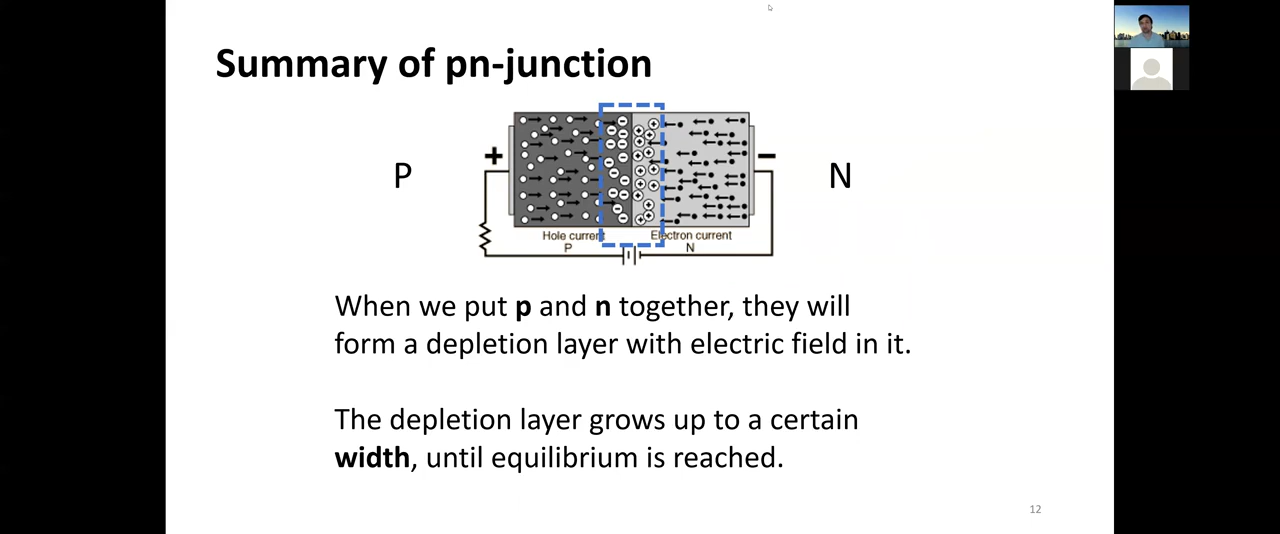 Summary of pn-junction
P
+
−
N
Hole current
Electron current
P
N
When we put p and n together, they will
form a depletion layer with electric field in it.
The depletion layer grows up to a certain
width, until equilibrium is reached.
12